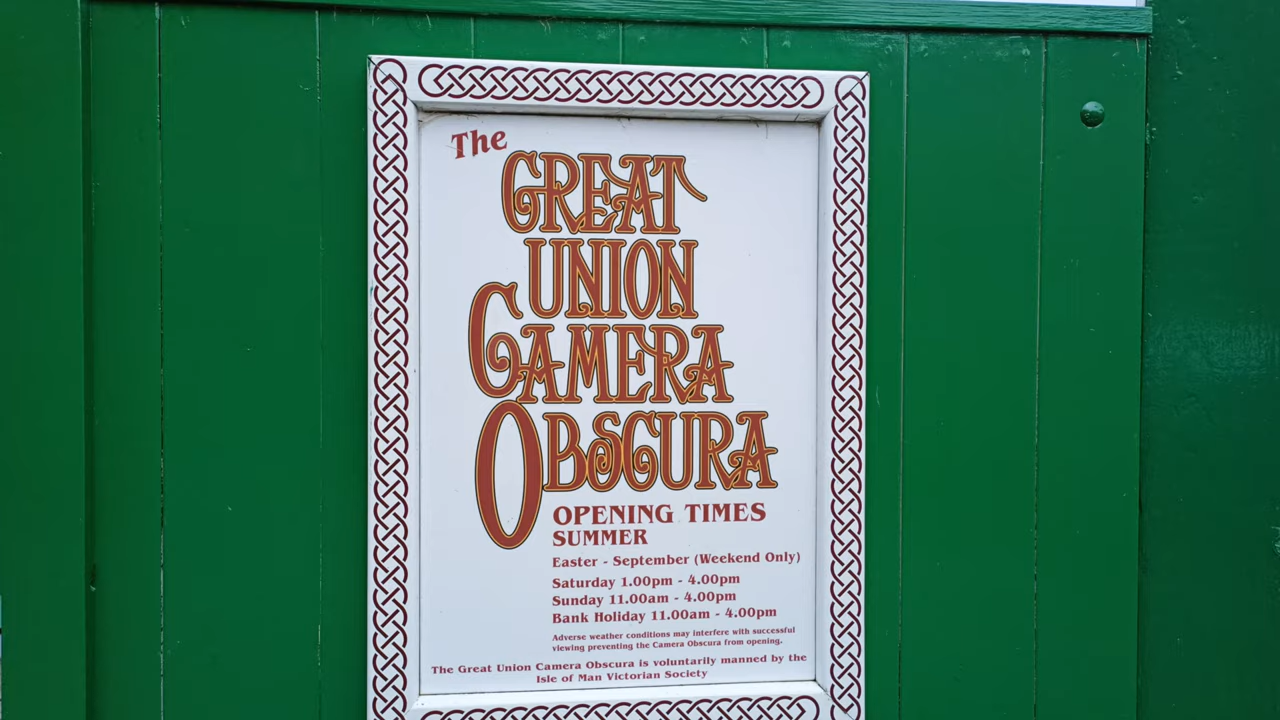 The
GREAT
UNION
CAMERA
OBSCURA
OPENING TIMES
SUMMER
Easter - September (Weekend Only)
Saturday 1.00pm - 4.00pm
Sunday 11.00am - 4.00pm
Bank Holiday 11.00am - 4.00pm
Adverse weather conditions may interfere with successful
viewing preventing the Camera Obscura from opening.
The Great Union Camera Obscura is voluntarily manned by the
Isle of Man Victorian Society